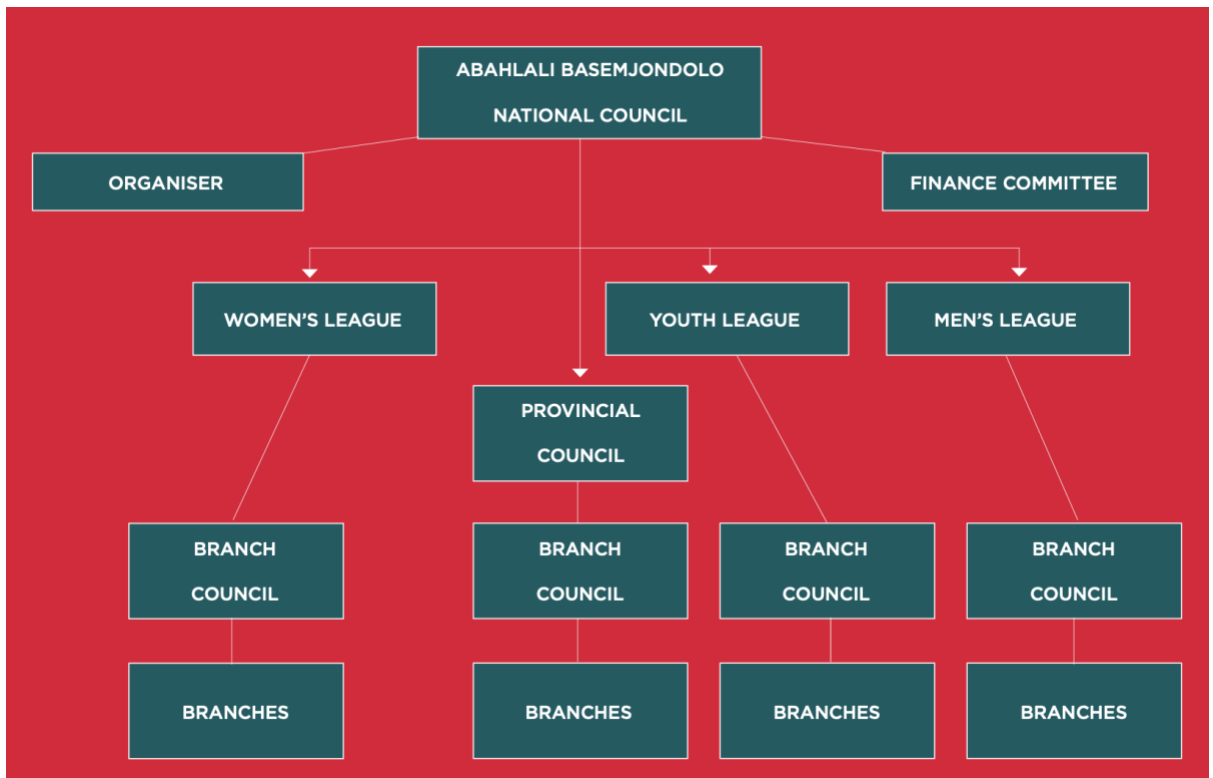 ABAHLALI BASEMJONDOLO
NATIONAL COUNCIL
ORGANISER
FINANCE COMMITTEE
WOMEN’S LEAGUE
YOUTH LEAGUE
MEN’S LEAGUE
PROVINCIAL
COUNCIL
BRANCH
COUNCIL
BRANCH
COUNCIL
BRANCH
COUNCIL
BRANCH
COUNCIL
BRANCHES
BRANCHES
BRANCHES
BRANCHES